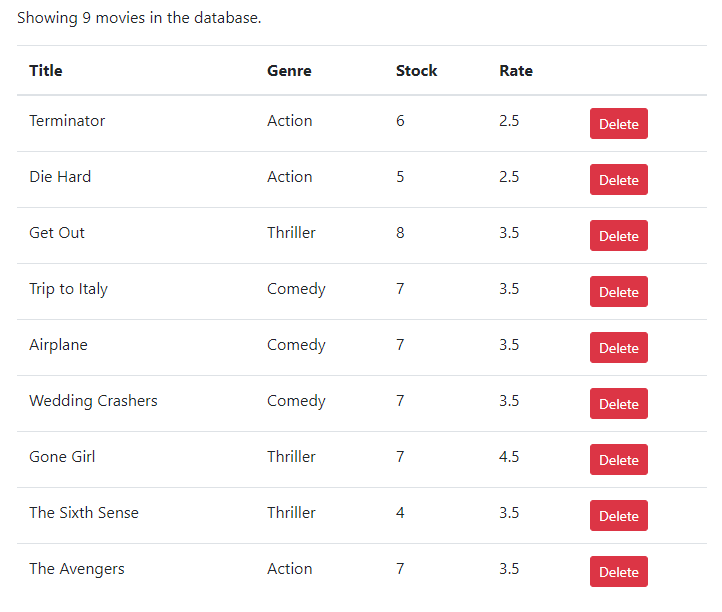 Showing 9 movies in the database.
Title Genre Stock Rate
Terminator Action 6 2.5 Delete
Die Hard Action 5 2.5 Delete
Get Out Thriller 8 3.5 Delete
Trip to Italy Comedy 7 3.5 Delete
Airplane Comedy 7 3.5 Delete
Wedding Crashers Comedy 7 3.5 Delete
Gone Girl Thriller 7 4.5 Delete
The Sixth Sense Thriller 4 3.5 Delete
The Avengers Action 7 3.5 Delete